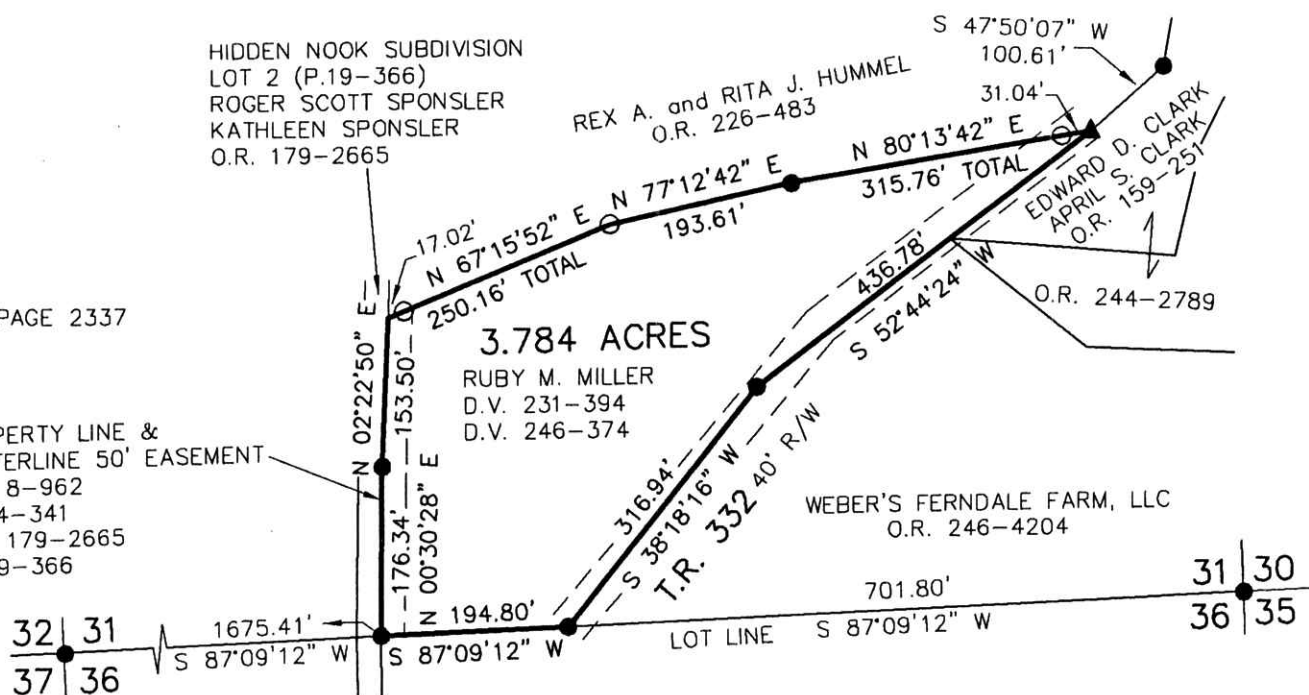 HIDDEN NOOK SUBDIVISION
LOT 2 (P.19-366)
ROGER SCOTT SPONSLER
KATHLEEN SPONSLER
O.R. 179-2665
REX A. and RITA J. HUMMEL
O.R. 226-483
S 47°50'07" W
100.61'
31.04'
EDWARD D. CLARK
APRIL S. CLARK
O.R. 159-251
O.R. 244-2789
N 80°13'42" E
315.76' TOTAL
N 77°12'42" E
193.61'
17.02'
N 67°15'52" E
250.16' TOTAL
PAGE 2337
3.784 ACRES
RUBY M. MILLER
D.V. 231-394
D.V. 246-374
N 02°22'50" E
153.50'
436.78'
S 52°44'24" W
PERTY LINE &
TERLINE 50' EASEMENT
8-962
4-341
179-2665
9-366
176.34'
N 00°30'28" E
316.94'
S 38°18'16" W
T.R. 332 40' R/W
WEBER'S FERNDALE FARM, LLC
O.R. 246-4204
32 31
37 36
1675.41'
S 87°09'12" W
194.80'
S 87°09'12" W
LOT LINE S 87°09'12" W
701.80'
31 30
36 35